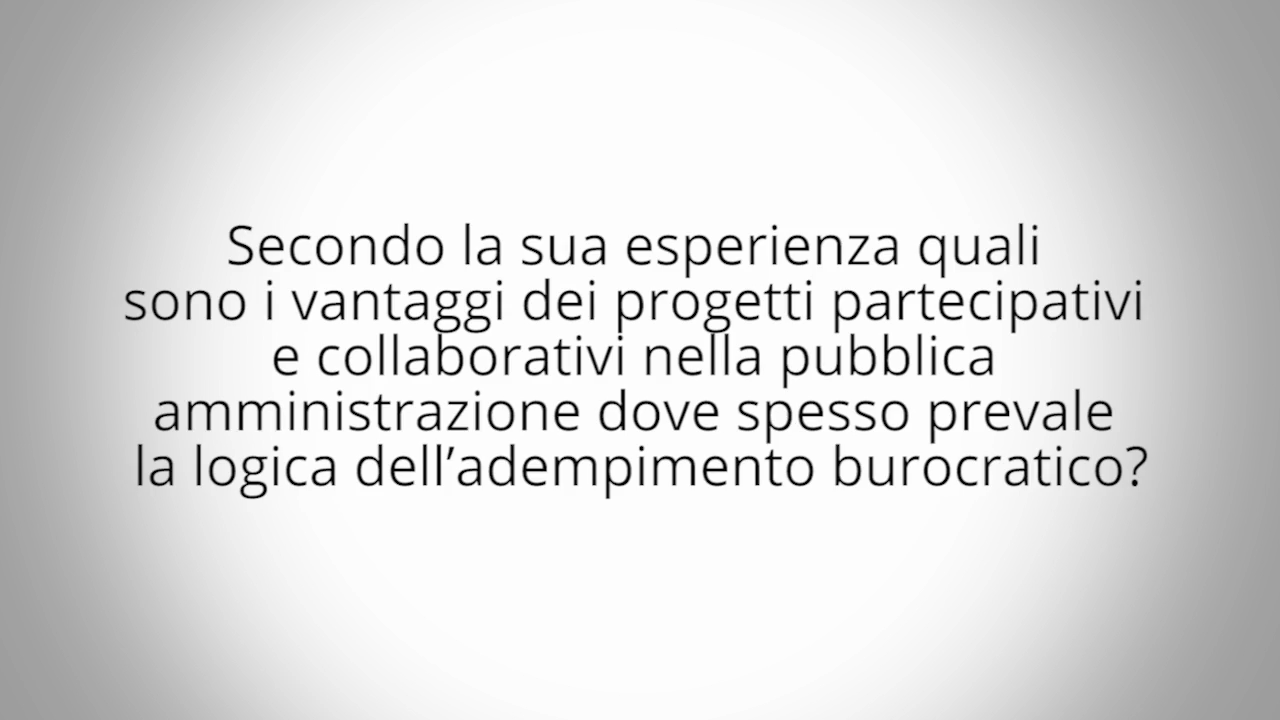 Secondo la sua esperienza quali
sono i vantaggi dei progetti partecipativi
e collaborativi nella pubblica
amministrazione dove spesso prevale
la logica dell’adempimento burocratico?